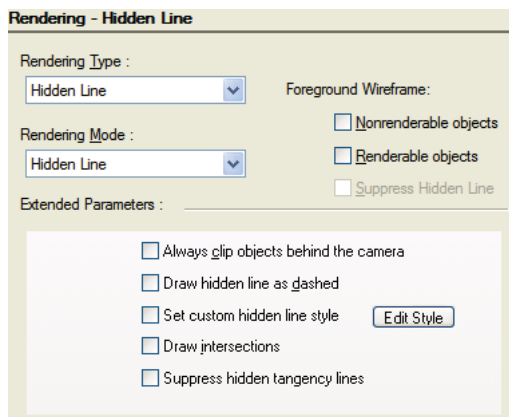 Rendering - Hidden Line
Rendering Type :
Hidden Line
Rendering Mode :
Hidden Line
Foreground Wireframe:
Nonrenderable objects
Renderable objects
Suppress Hidden Line
Extended Parameters :
Always clip objects behind the camera
Draw hidden line as dashed
Set custom hidden line style
Edit Style
Draw intersections
Suppress hidden tangency lines